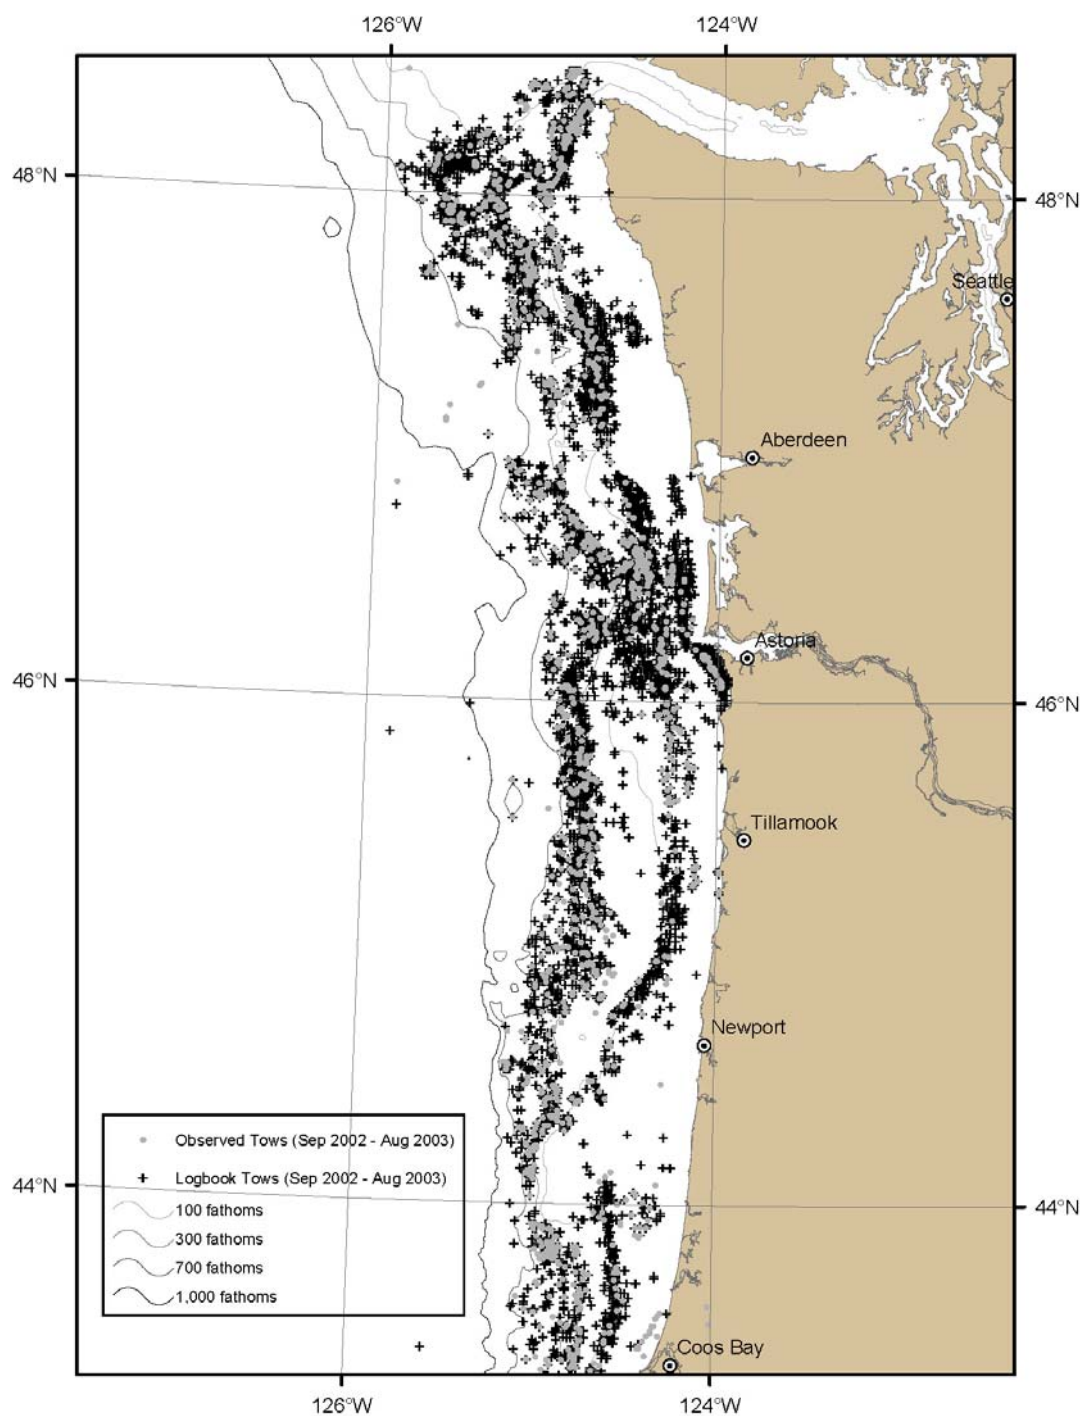 126°W 124°W
48°N 48°N
Seattle
Aberdeen
Astoria
46°N 46°N
Tillamook
Newport
Observed Tows (Sep 2002 - Aug 2003)
Logbook Tows (Sep 2002 - Aug 2003)
44°N 44°N
100 fathoms
300 fathoms
700 fathoms
1,000 fathoms
Coos Bay
126°W 124°W